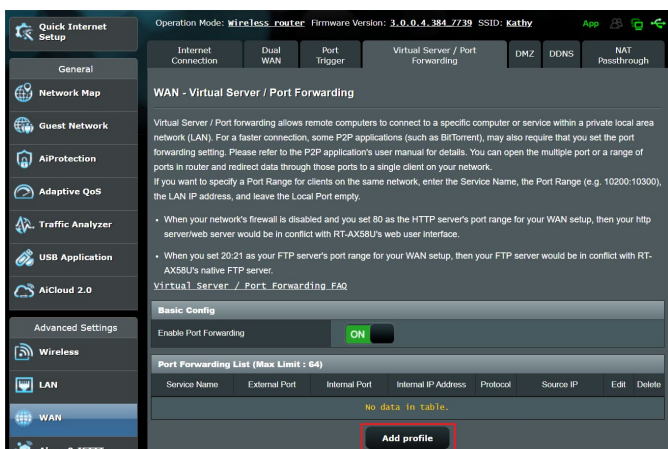 Quick Internet
Setup
General
Network Map
Guest Network
AiProtection
Adaptive QoS
Traffic Analyzer
USB Application
AiCloud 2.0
Advanced Settings
Wireless
LAN
WAN
Operation Mode: Wireless router Firmware Version: 3.0.0.4.384_7739 SSID: Kathy
App
Internet
Connection
Dual
WAN
Port
Trigger
Virtual Server / Port
Forwarding
DMZ
DDNS
NAT
Passthrough
WAN - Virtual Server / Port Forwarding
Virtual Server / Port forwarding allows remote computers to connect to a specific computer or service within a private local area
network (LAN). For a faster connection, some P2P applications (such as BitTorrent), may also require that you set the port
forwarding setting. Please refer to the P2P application's user manual for details. You can open the multiple port or a range of
ports in router and redirect data through those ports to a single client on your network.
If you want to specify a Port Range for clients on the same network, enter the Service Name, the Port Range (e.g. 10200:10300),
the LAN IP address, and leave the Local Port empty.
• When your network's firewall is disabled and you set 80 as the HTTP server's port range for your WAN setup, then your http
server/web server would be in conflict with RT-AX58U's web user interface.
• When you set 20:21 as your FTP server's port range for your WAN setup, then your FTP server would be in conflict with RT-
AX58U's native FTP server.
Virtual Server / Port Forwarding FAQ
Basic Config
Enable Port Forwarding
ON
Port Forwarding List (Max Limit : 64)
Service Name External Port Internal Port Internal IP Address Protocol Source IP Edit Delete
No data in table.
Add profile